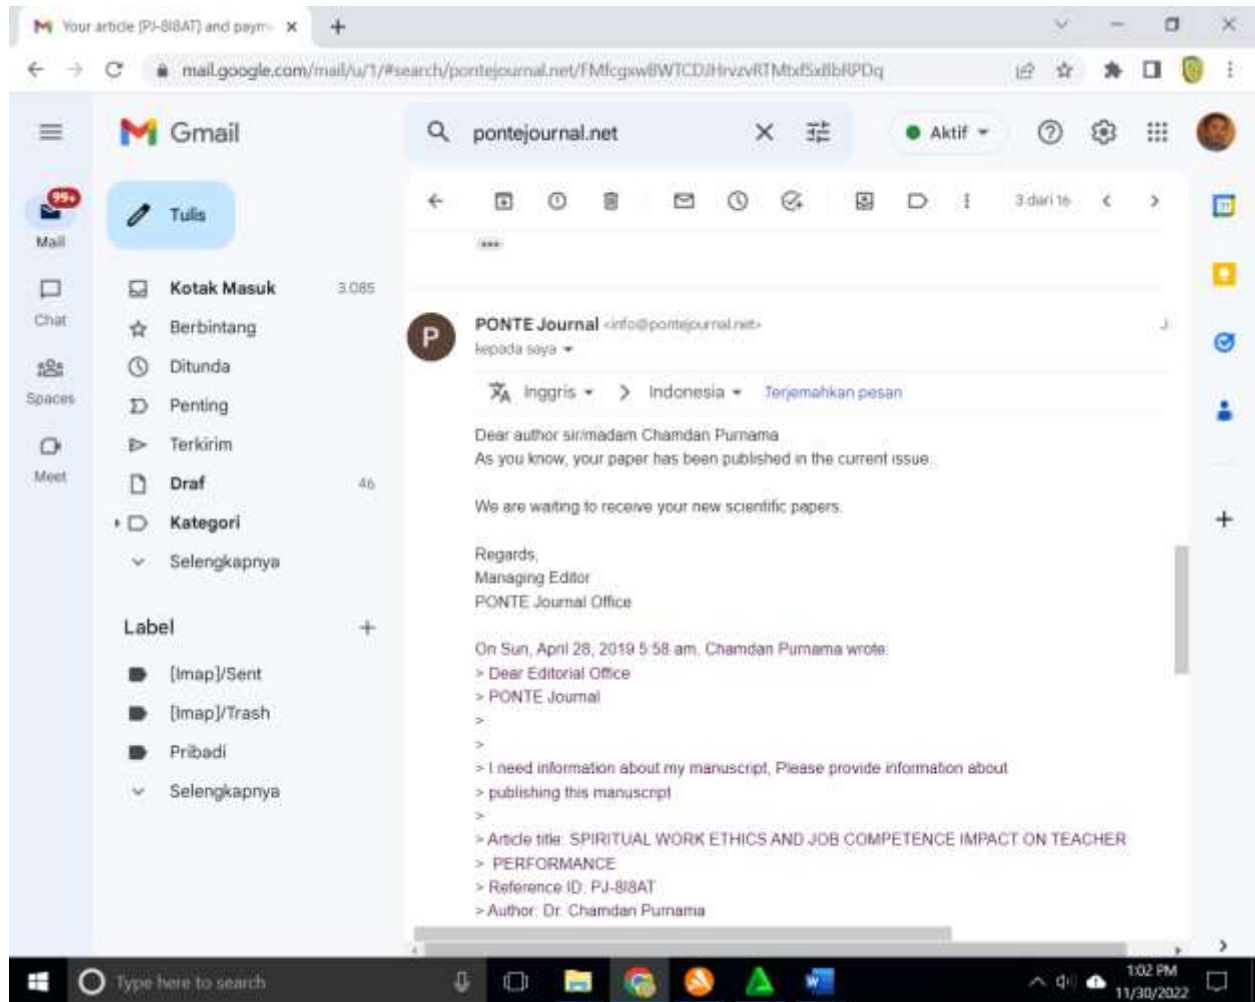 Your article (PJ-8I8AT) and paym
mail.google.com/mail/u/1/#search/pontejournal.net/
Gmail
pontejournal.net
Aktif
99+
Mail
Chat
Spaces
Meet
Tulis
Kotak Masuk 3.085
Berbintang
Ditunda
Penting
Terkirim
Draf 46
Kategori
Selengkapnya
Label
[Imap]/Sent
[Imap]/Trash
Pribadi
Selengkapnya
3 dari 16
P
PONTE Journal <info@pontejournal.net>
kepada saya
Inggris > Indonesia Terjemahkan pesan
Dear author sir/madam Chamdan Purnama
As you know, your paper has been published in the current issue.
We are waiting to receive your new scientific papers.
Regards,
Managing Editor
PONTE Journal Office
On Sun, April 28, 2019 5:58 am, Chamdan Purnama wrote:
> Dear Editorial Office
> PONTE Journal
>
>
> I need information about my manuscript, Please provide information about
> publishing this manuscript
>
> Article title: SPIRITUAL WORK ETHICS AND JOB COMPETENCE IMPACT ON TEACHER
> PERFORMANCE
> Reference ID: PJ-8I8AT
> Author: Dr. Chamdan Purnama
Type here to search
1:02 PM
11/30/2022